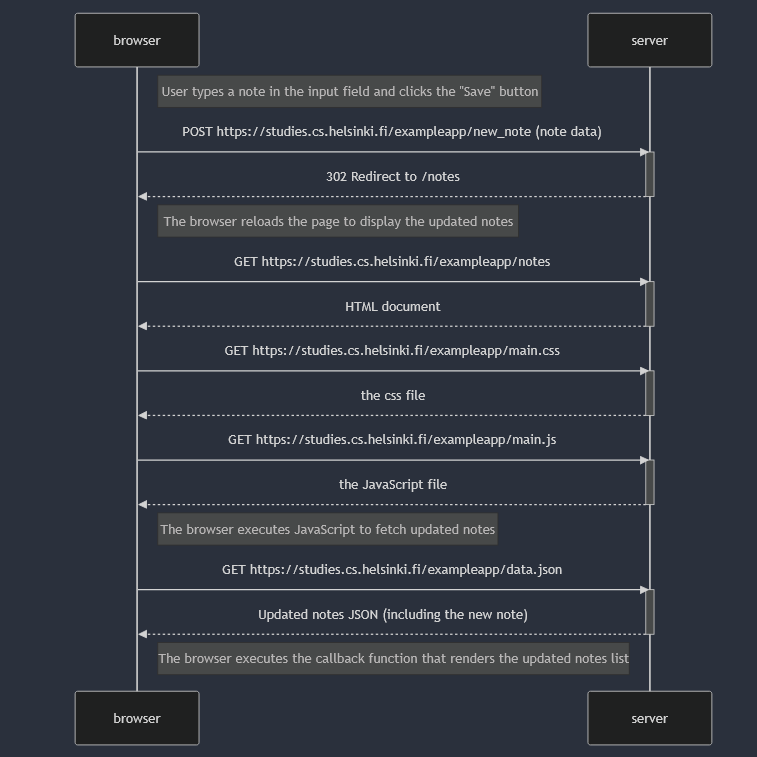 browser
server
User types a note in the input field and clicks the "Save" button
POST https://studies.cs.helsinki.fi/exampleapp/new_note (note data)
302 Redirect to /notes
The browser reloads the page to display the updated notes
GET https://studies.cs.helsinki.fi/exampleapp/notes
HTML document
GET https://studies.cs.helsinki.fi/exampleapp/main.css
the css file
GET https://studies.cs.helsinki.fi/exampleapp/main.js
the JavaScript file
The browser executes JavaScript to fetch updated notes
GET https://studies.cs.helsinki.fi/exampleapp/data.json
Updated notes JSON (including the new note)
The browser executes the callback function that renders the updated notes list
browser
server